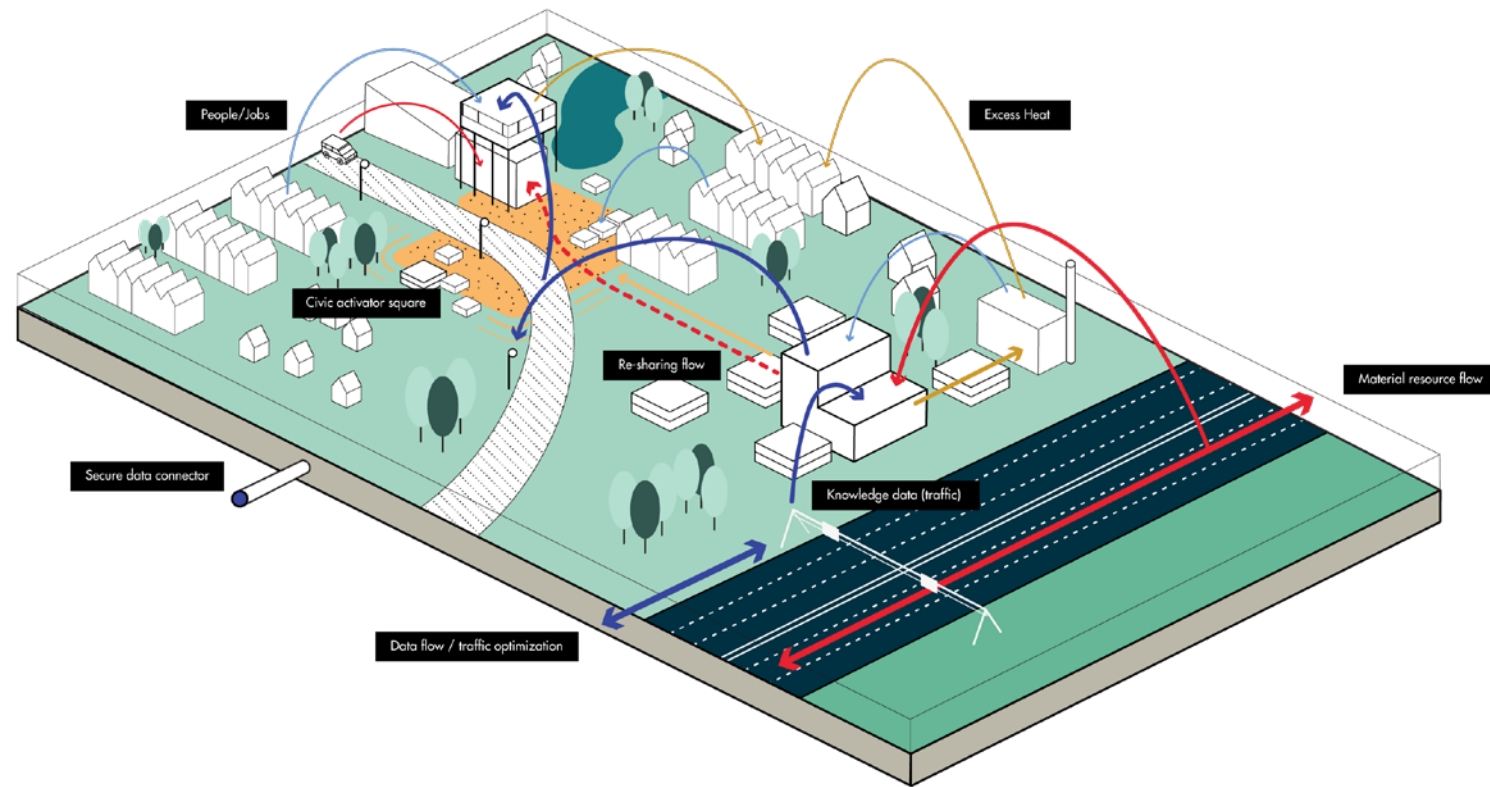 People/Jobs
Excess Heat
Civic activator square
Re-sharing flow
Material resource flow
Secure data connector
Knowledge data (traffic)
Data flow / traffic optimization